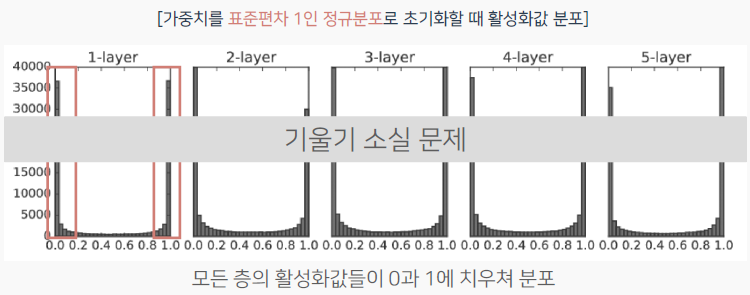 [가중치를 표준편차 1인 정규분포로 초기화할 때 활성화값 분포]
1-layer 2-layer 3-layer 4-layer 5-layer
40000
35000
30000
기울기 소실 문제
15000
10000
5000
0
0.0 0.2 0.4 0.6 0.8 1.0 0.0 0.2 0.4 0.6 0.8 1.0 0.0 0.2 0.4 0.6 0.8 1.0 0.0 0.2 0.4 0.6 0.8 1.0 0.0 0.2 0.4 0.6 0.8 1.0
모든 층의 활성화값들이 0과 1에 치우쳐 분포